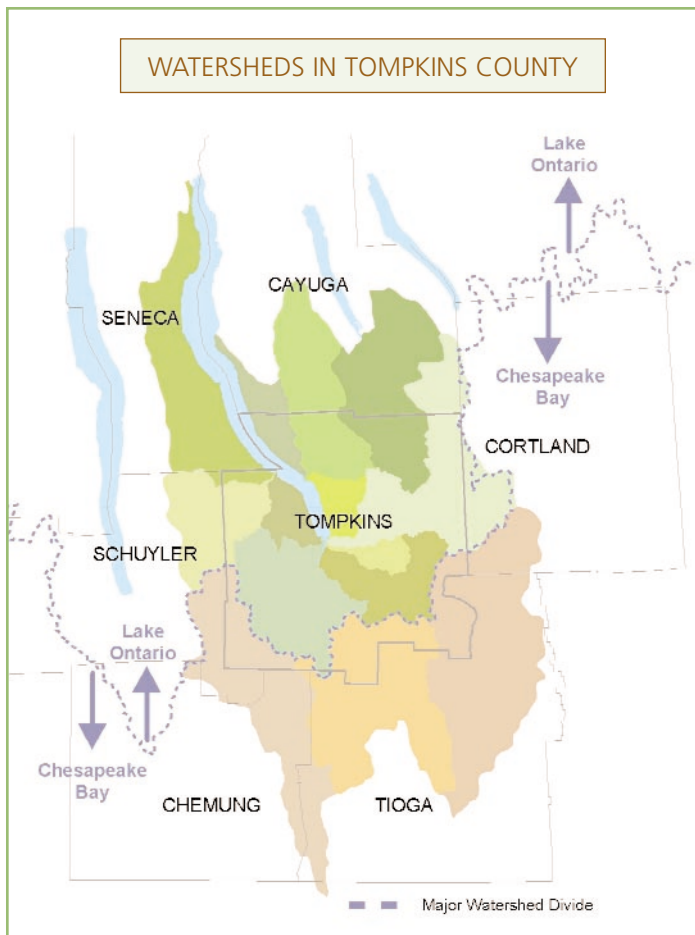 WATERSHEDS IN TOMPKINS COUNTY
Lake
Ontario
CAYUGA
SENECA
Chesapeake
Bay
CORTLAND
TOMPKINS
SCHUYLER
Lake
Ontario
Chesapeake
Bay
CHEMUNG
TIOGA
Major Watershed Divide